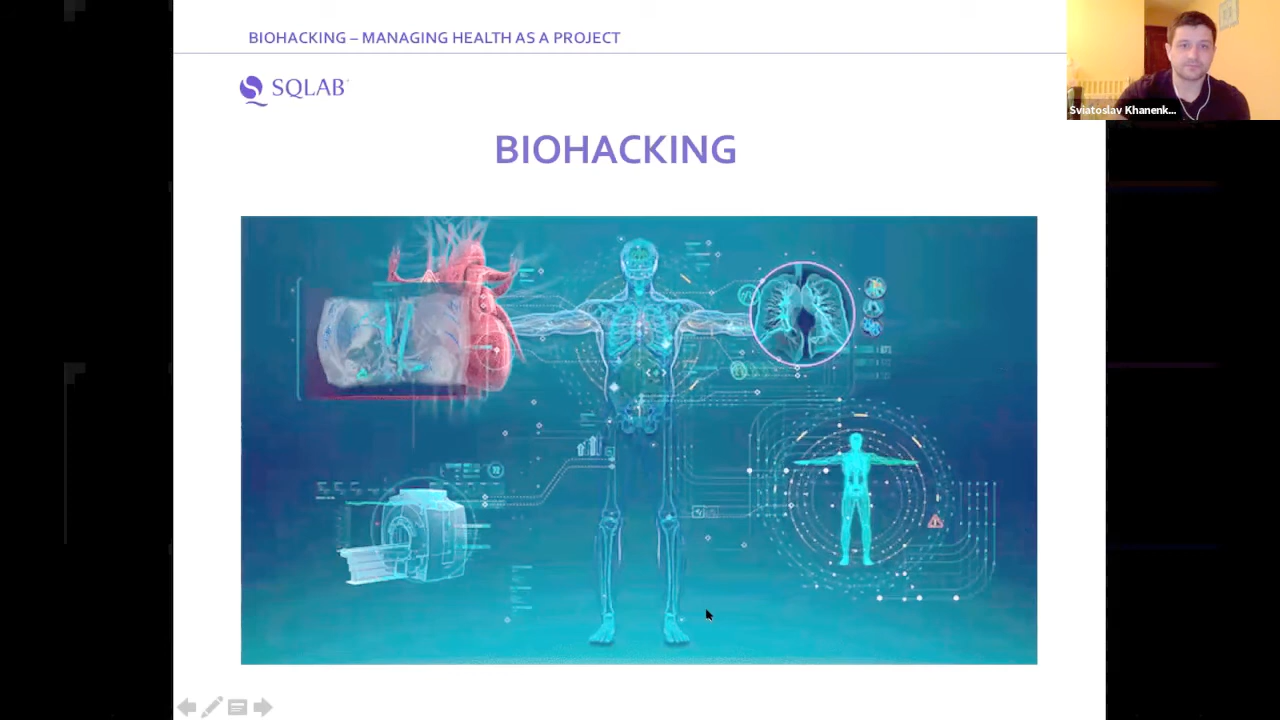 BIOHACKING – MANAGING HEALTH AS A PROJECT
Sviatoslav Khanenk...
SQLAB
BIOHACKING